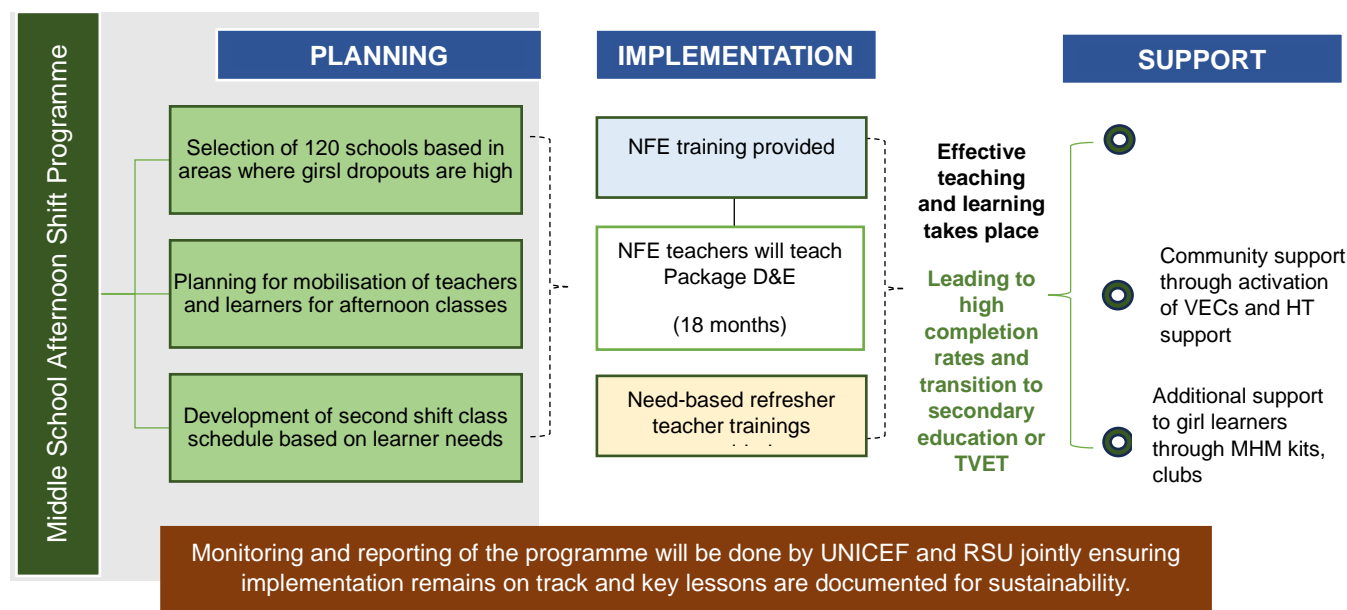 Middle School Afternoon Shift Programme
PLANNING
Selection of 120 schools based in
areas where girsl dropouts are high
Planning for mobilisation of teachers
and learners for afternoon classes
Development of second shift class
schedule based on learner needs
IMPLEMENTATION
NFE training provided
NFE teachers will teach
Package D&E
(18 months)
Need-based refresher
teacher trainings
Effective
teaching
and learning
takes place
Leading to
high
completion
rates and
transition to
secondary
education or
TVET
SUPPORT
Community support
through activation
of VECs and HT
support
Additional support
to girl learners
through MHM kits,
clubs
Monitoring and reporting of the programme will be done by UNICEF and RSU jointly ensuring
implementation remains on track and key lessons are documented for sustainability.